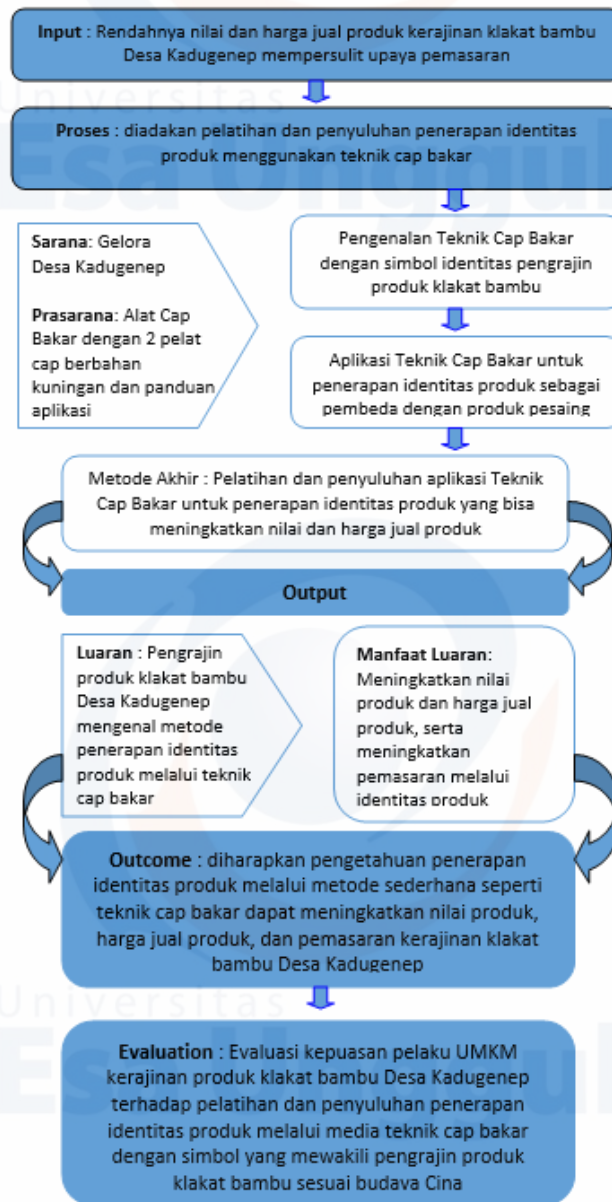 Input : Rendahnya nilai dan harga jual produk kerajinan klakat bambu
Desa Kadugenep mempersulit upaya pemasaran
Universitas
Esa Unggul
Proses : diadakan pelatihan dan penyuluhan penerapan identitas
produk menggunakan teknik cap bakar
Sarana: Gelora
Desa Kadugenep
Prasarana: Alat Cap
Bakar dengan 2 pelat
cap berbahan
kuningan dan panduan
aplikasi
Pengenalan Teknik Cap Bakar
dengan simbol identitas pengrajin
produk klakat bambu
Aplikasi Teknik Cap Bakar untuk
penerapan identitas produk sebagai
pembeda dengan produk pesaing
Metode Akhir : Pelatihan dan penyuluhan aplikasi Teknik
Cap Bakar untuk penerapan identitas produk yang bisa
meningkatkan nilai dan harga jual produk
Output
Luaran : Pengrajin
produk klakat bambu
Desa Kadugenep
mengenal metode
penerapan identitas
produk melalui teknik
cap bakar
Manfaat Luaran:
Meningkatkan nilai
produk dan harga jual
produk, serta
meningkatkan
pemasaran melalui
identitas produk
Outcome : diharapkan pengetahuan penerapan
identitas produk melalui metode sederhana seperti
teknik cap bakar dapat meningkatkan nilai produk,
harga jual produk, dan pemasaran kerajinan klakat
bambu Desa Kadugenep
Universitas
Esa Unggul
Evaluation : Evaluasi kepuasan pelaku UMKM
kerajinan produk klakat bambu Desa Kadugenep
terhadap pelatihan dan penyuluhan penerapan
identitas produk melalui media teknik cap bakar
dengan simbol yang mewakili pengrajin produk
klakat bambu sesuai budaya Cina